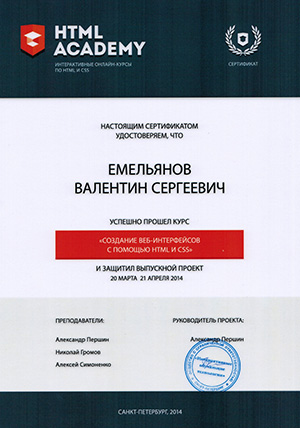 HTML
ACADEMY
ИНТЕРАКТИВНЫЕ ОНЛАЙН-КУРСЫ
ПО HTML И CSS
СЕРТИФИКАТ
НАСТОЯЩИМ СЕРТИФИКАТОМ
УДОСТОВЕРЯЕМ, ЧТО
ЕМЕЛЬЯНОВ
ВАЛЕНТИН СЕРГЕЕВИЧ
УСПЕШНО ПРОШЕЛ КУРС
«СОЗДАНИЕ ВЕБ-ИНТЕРФЕЙСОВ
С ПОМОЩЬЮ HTML И CSS»
И ЗАЩИТИЛ ВЫПУСКНОЙ ПРОЕКТ
20 МАРТА 21 АПРЕЛЯ 2014
ПРЕПОДАВАТЕЛИ:
Александр Першин
Николай Громов
Алексей Симоненко
РУКОВОДИТЕЛЬ ПРОЕКТА:
Александр Першин
САНКТ-ПЕТЕРБУРГ, 2014